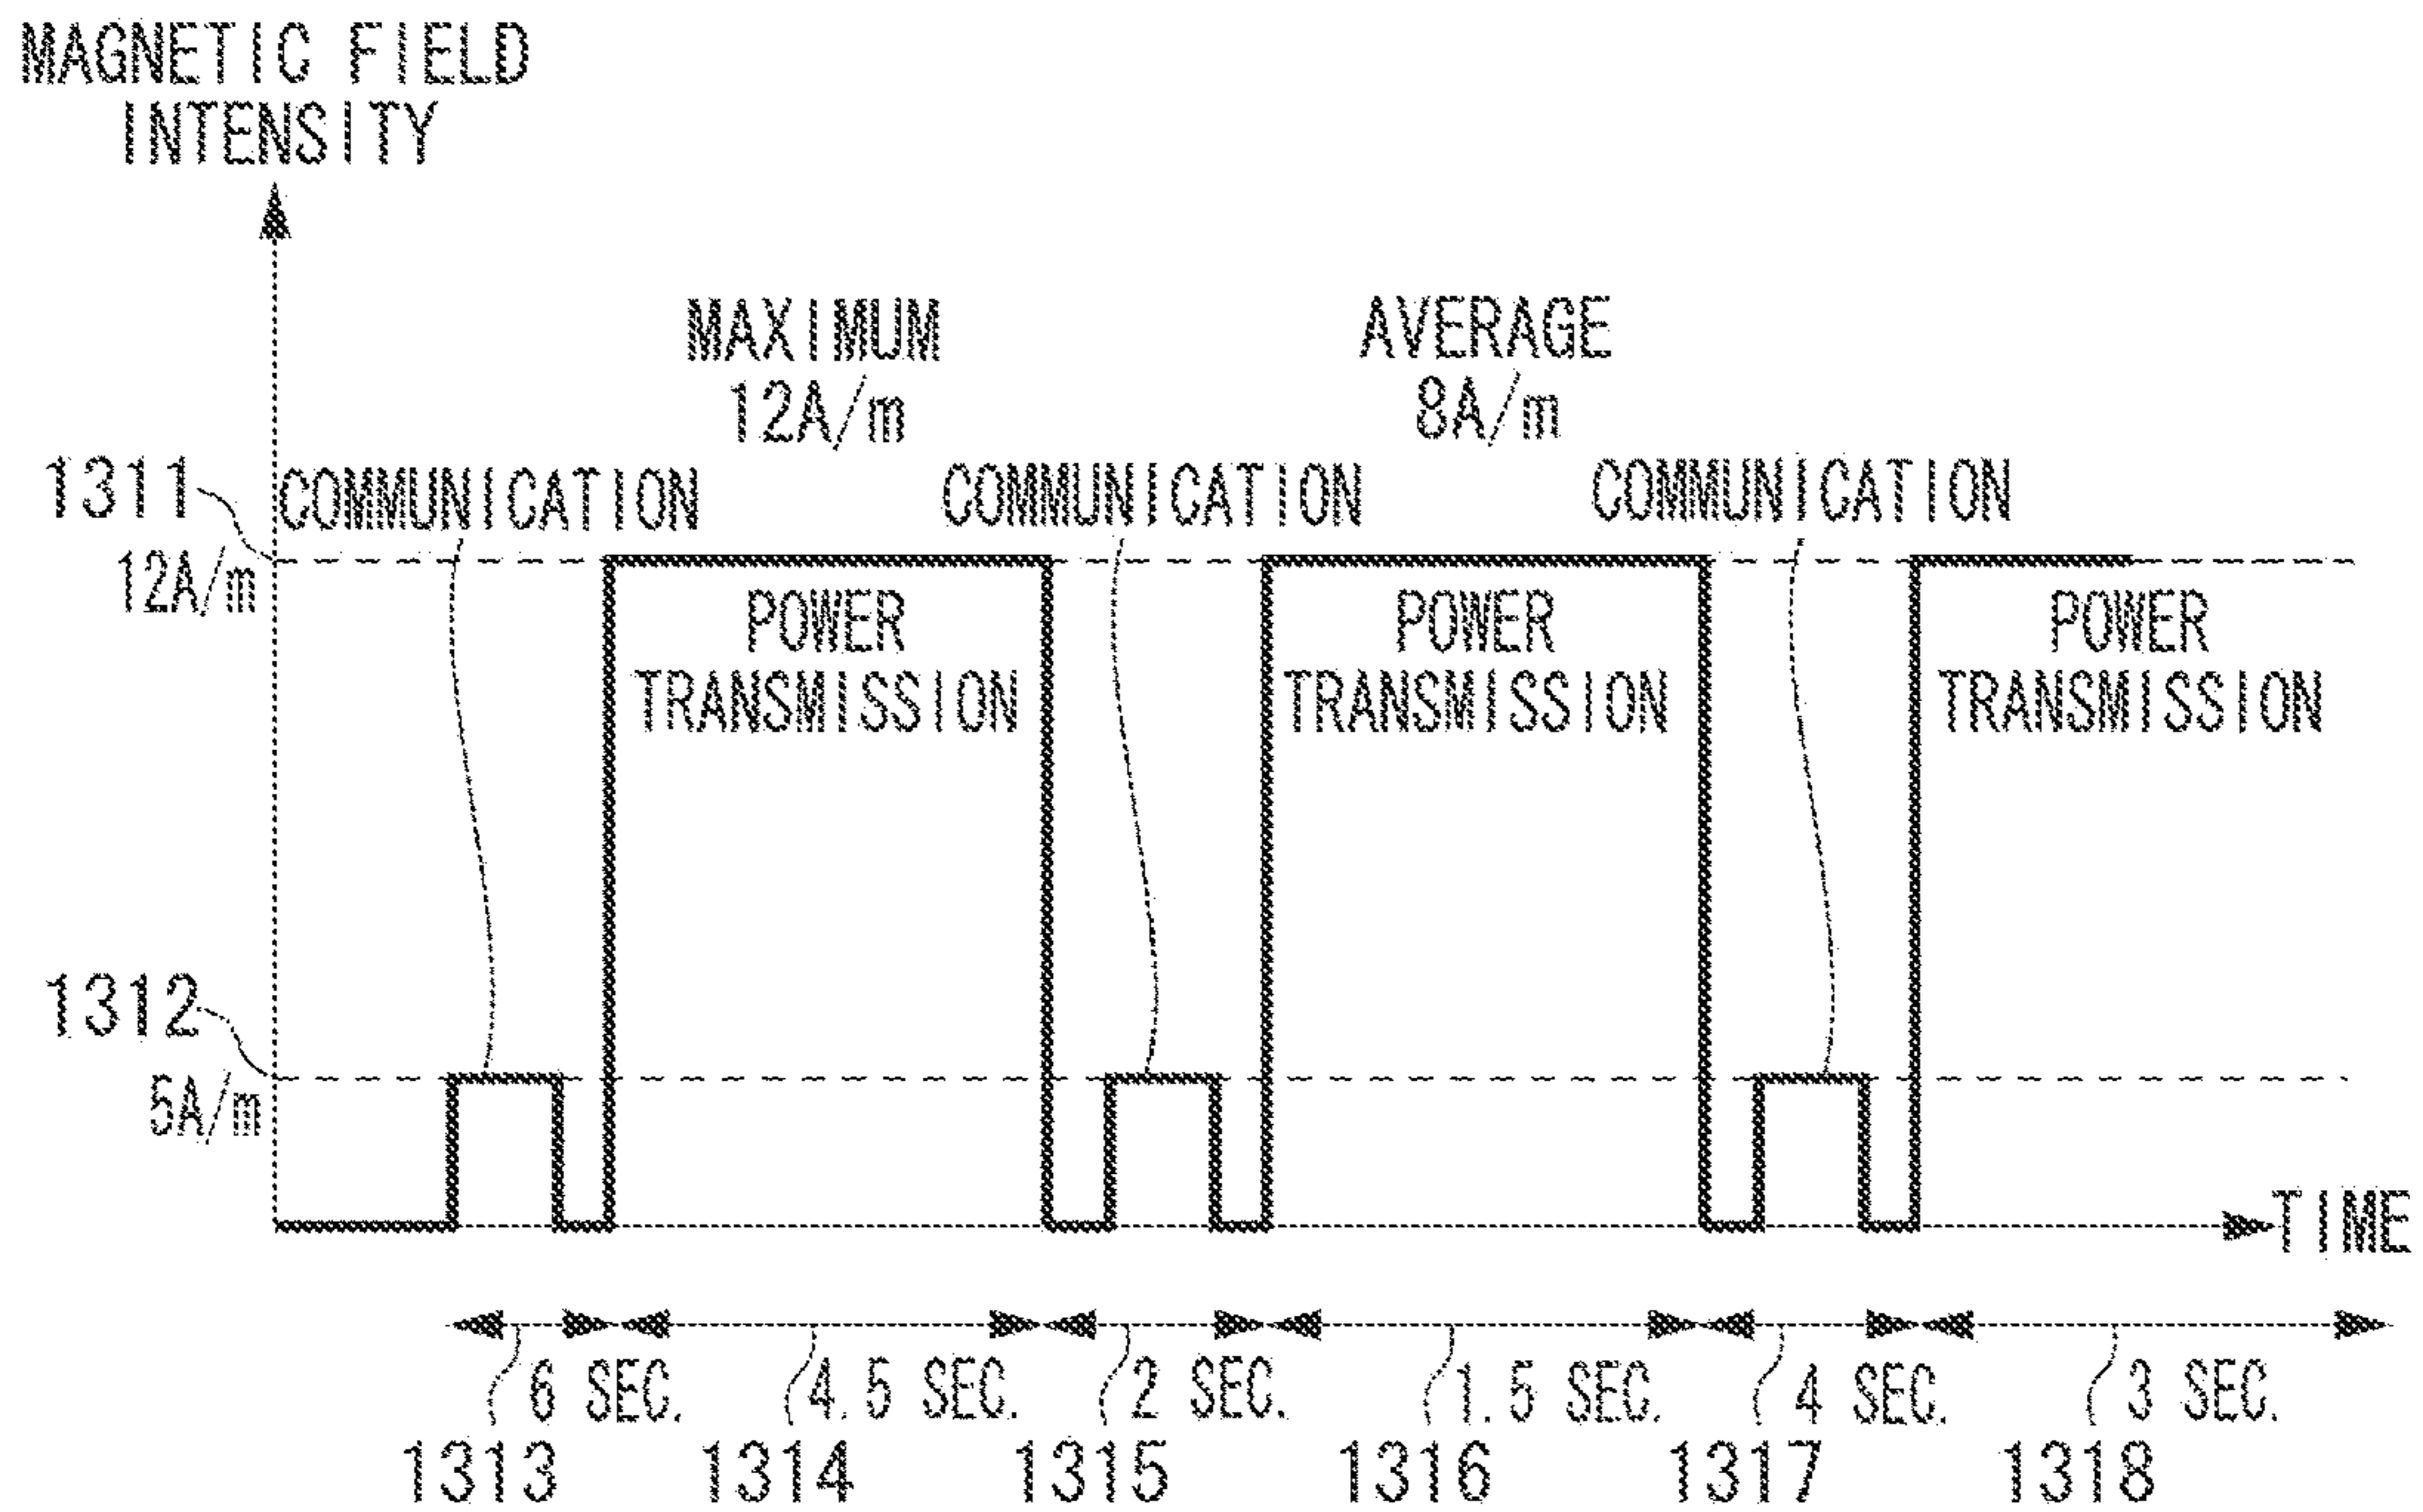 MAGNETIC FIELD
INTENSITY
MAXIMUM
12A/m
AVERAGE
8A/m
1311
COMMUNICATION
COMMUNICATION
COMMUNICATION
12A/m
POWER
TRANSMISSION
POWER
TRANSMISSION
POWER
TRANSMISSION
1312
5A/m
TIME
6 SEC.
4.5 SEC.
2 SEC.
1.5 SEC.
4 SEC.
3 SEC.
1313
1314
1315
1316
1317
1318